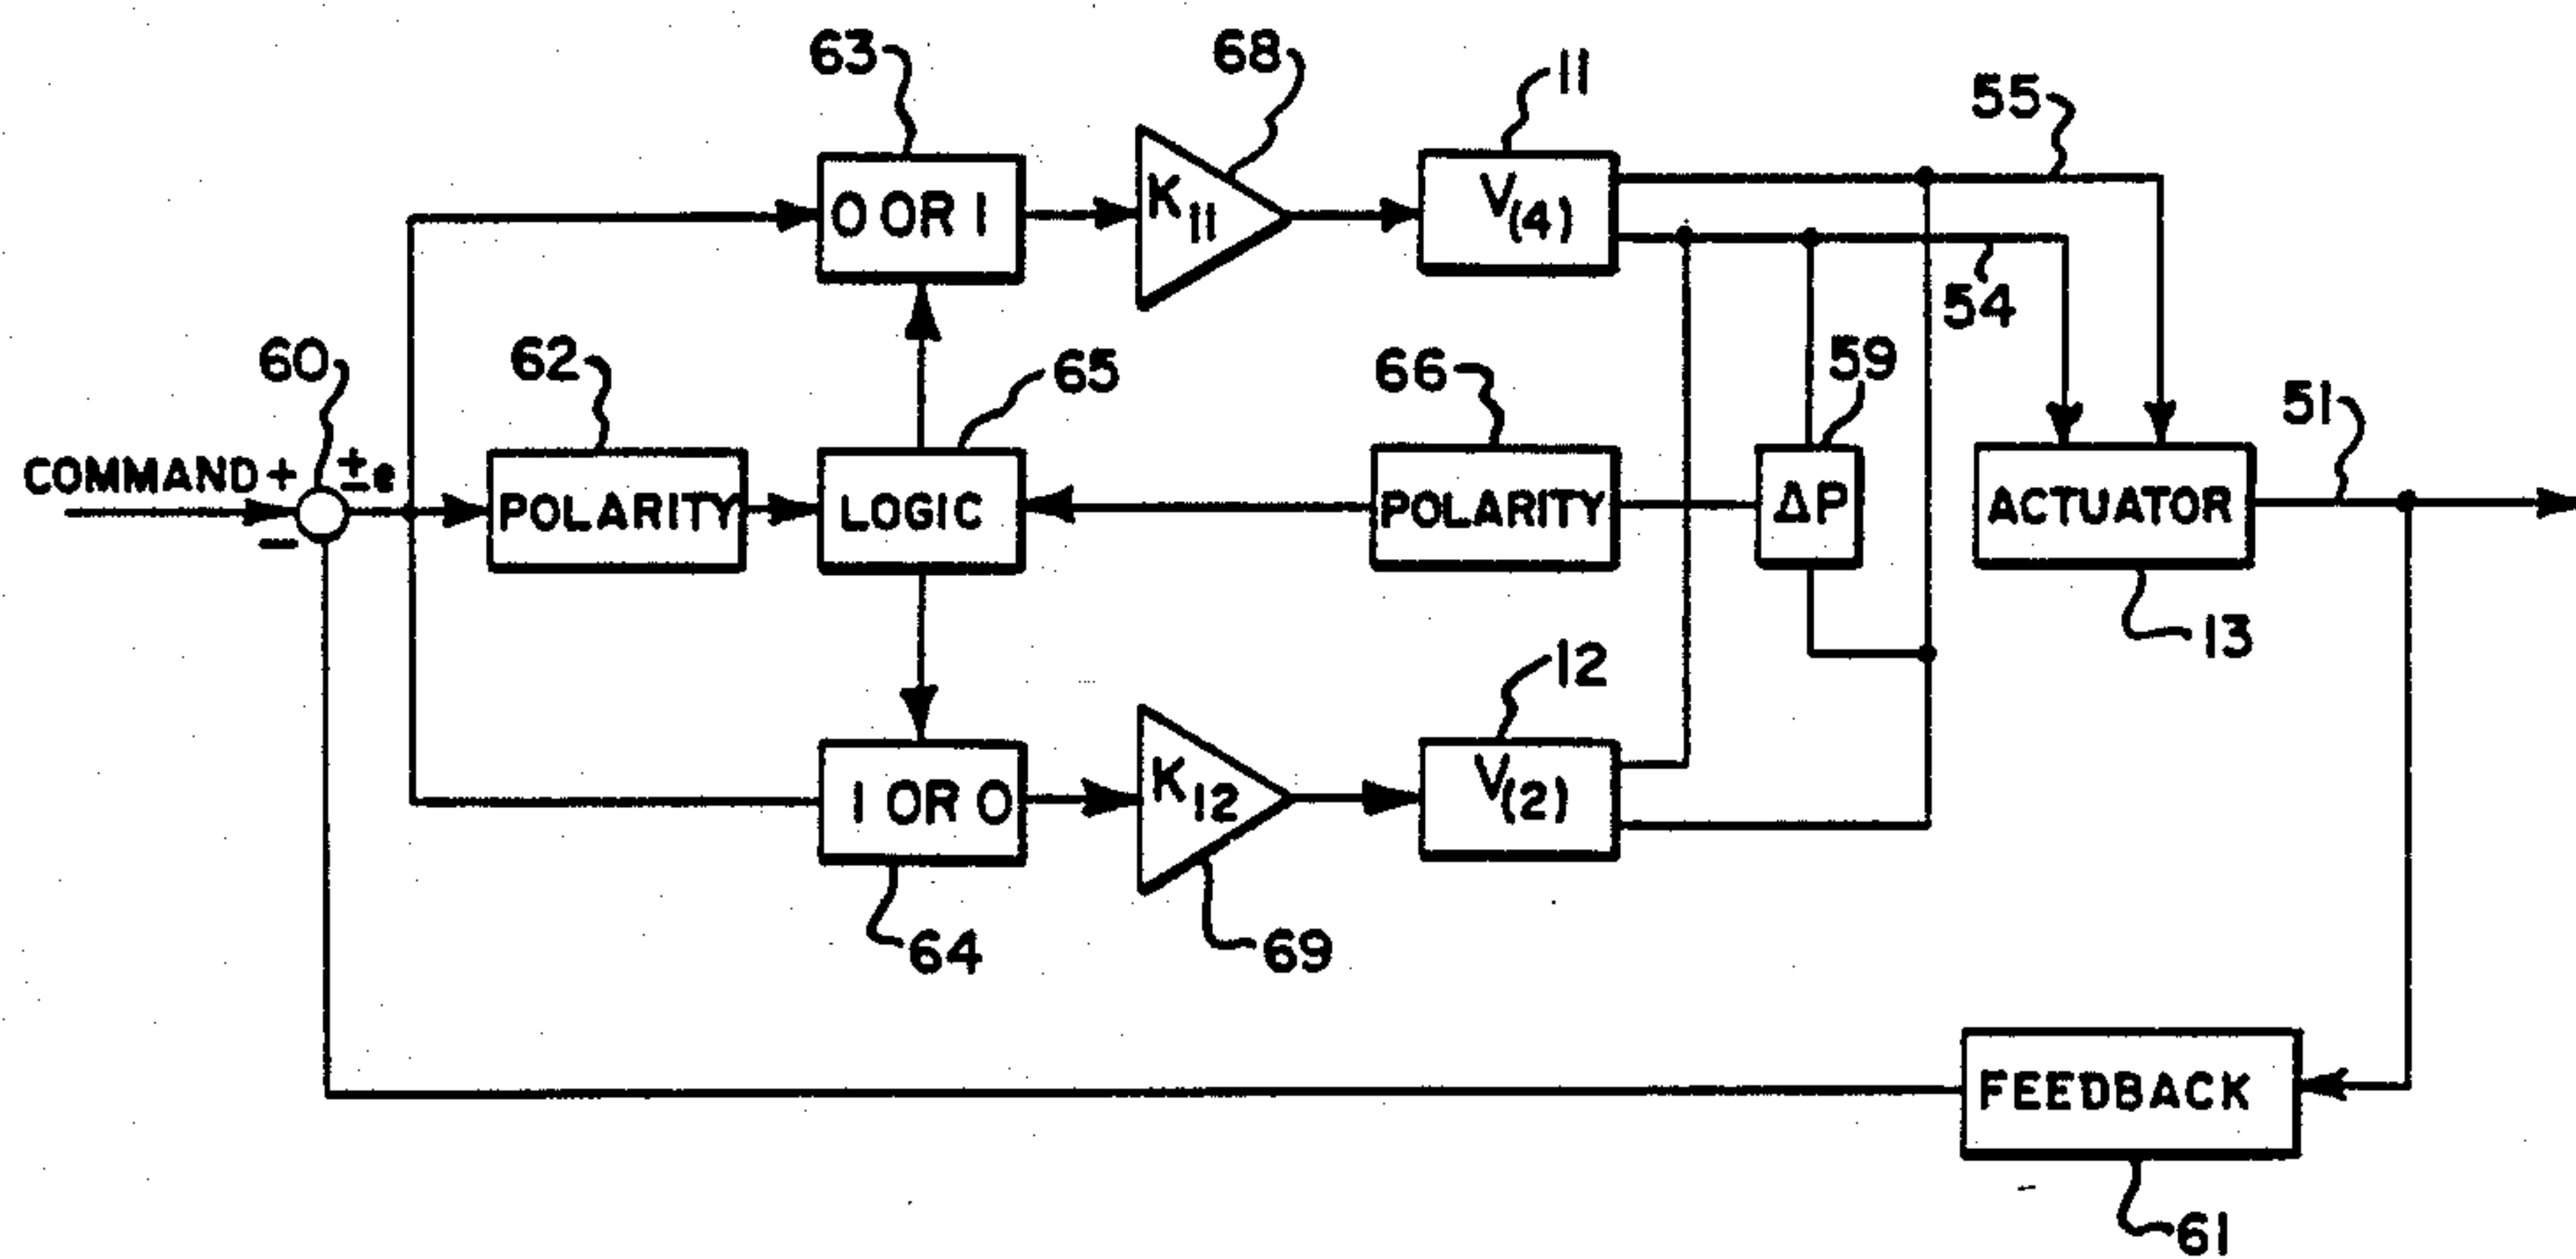 63
68
11
55
0 OR 1
K11
V(4)
54
60
62
65
66
59
51
COMMAND + ±e
POLARITY
LOGIC
POLARITY
ΔP
ACTUATOR
−
13
12
1 OR 0
K12
V(2)
64
69
FEEDBACK
61